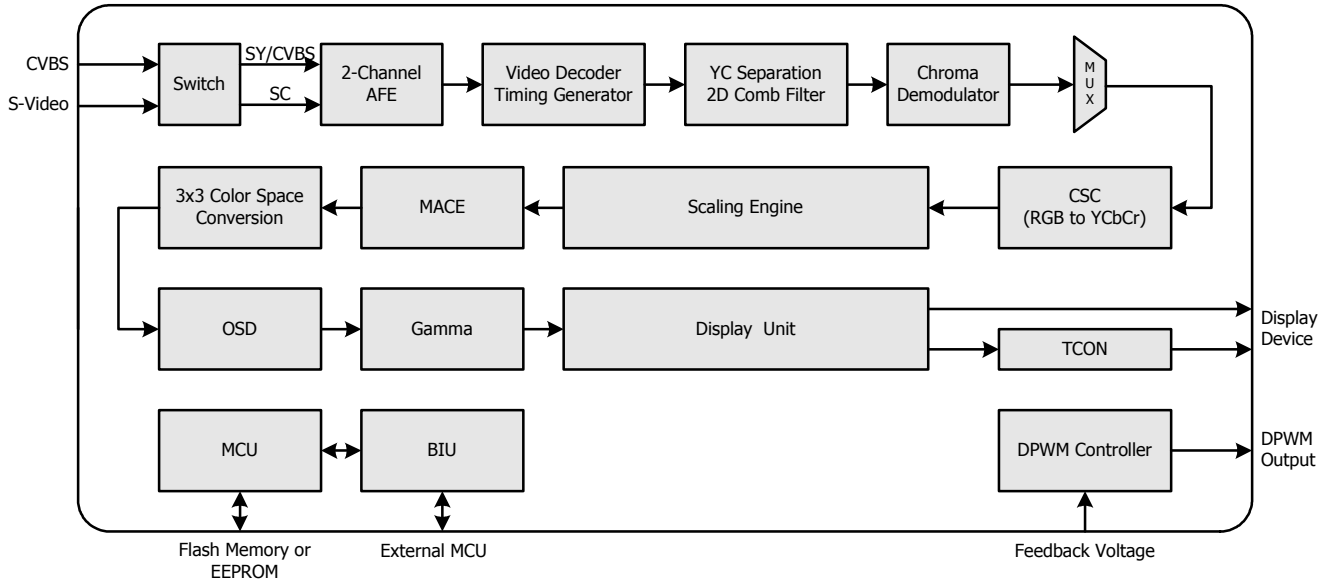 CVBS
S-Video
Switch
SY/CVBS
SC
2-Channel
AFE
Video Decoder
Timing Generator
YC Separation
2D Comb Filter
Chroma
Demodulator
M
U
X
3x3 Color Space
Conversion
MACE
Scaling Engine
CSC
(RGB to YCbCr)
OSD
Gamma
Display Unit
TCON
Display
Device
MCU
BIU
DPWM Controller
DPWM
Output
Flash Memory or
EEPROM
External MCU
Feedback Voltage